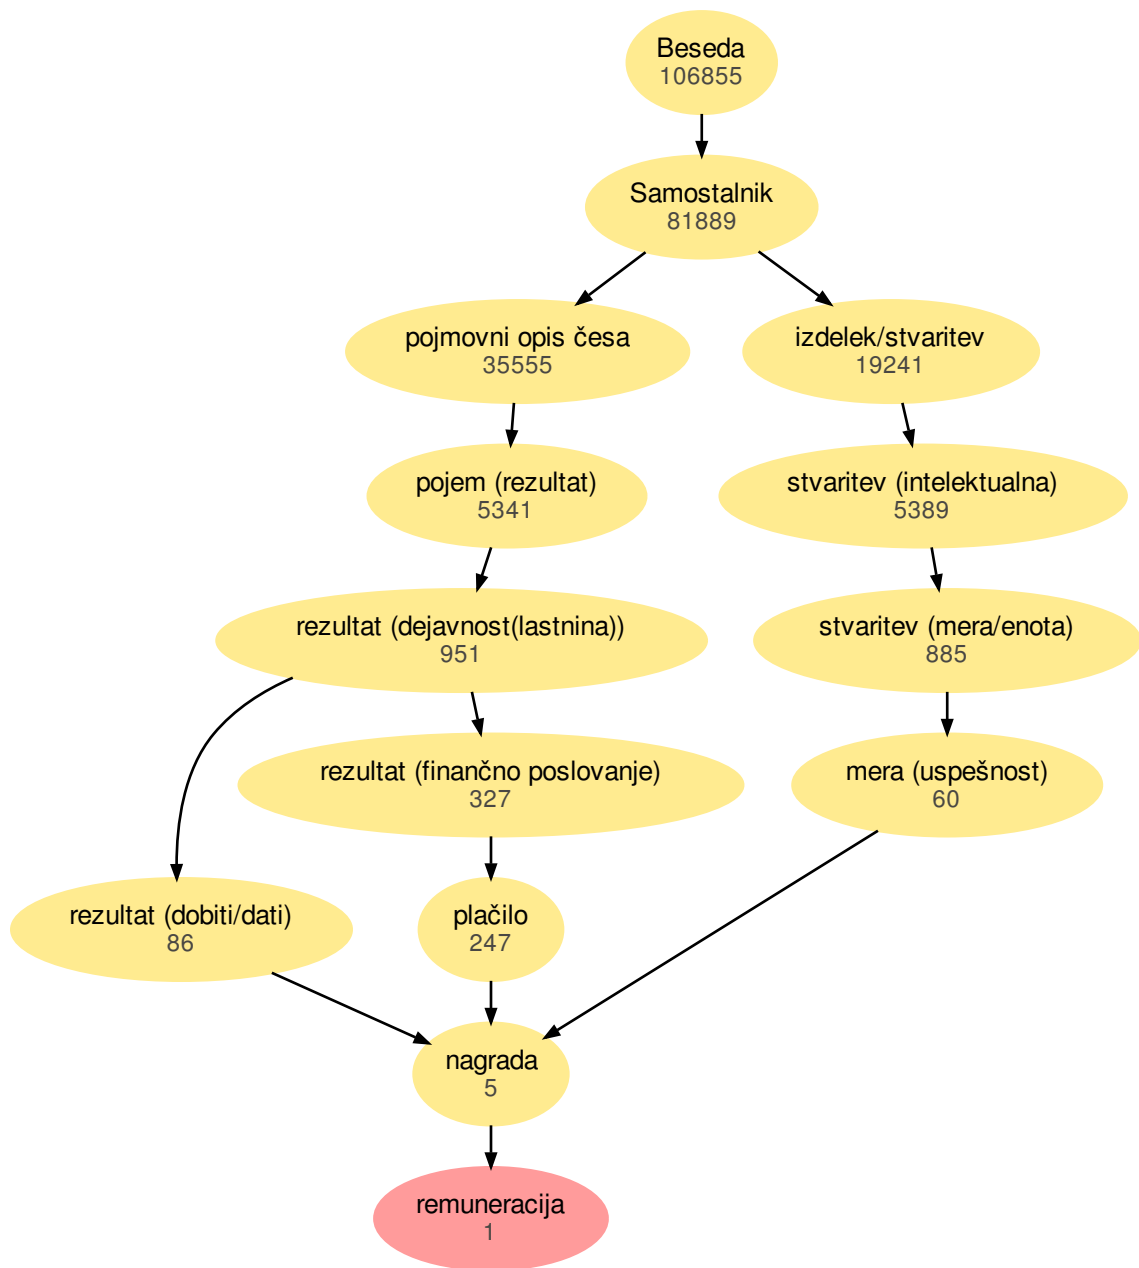 Beseda
106855
Samostalnik
81889
pojmovni opis česa
35555
izdelek/stvaritev
19241
pojem (rezultat)
5341
stvaritev (intelektualna)
5389
rezultat (dejavnost(lastnina))
951
stvaritev (mera/enota)
885
rezultat (finančno poslovanje)
327
mera (uspešnost)
60
rezultat (dobiti/dati)
86
plačilo
247
nagrada
5
remuneracija
1